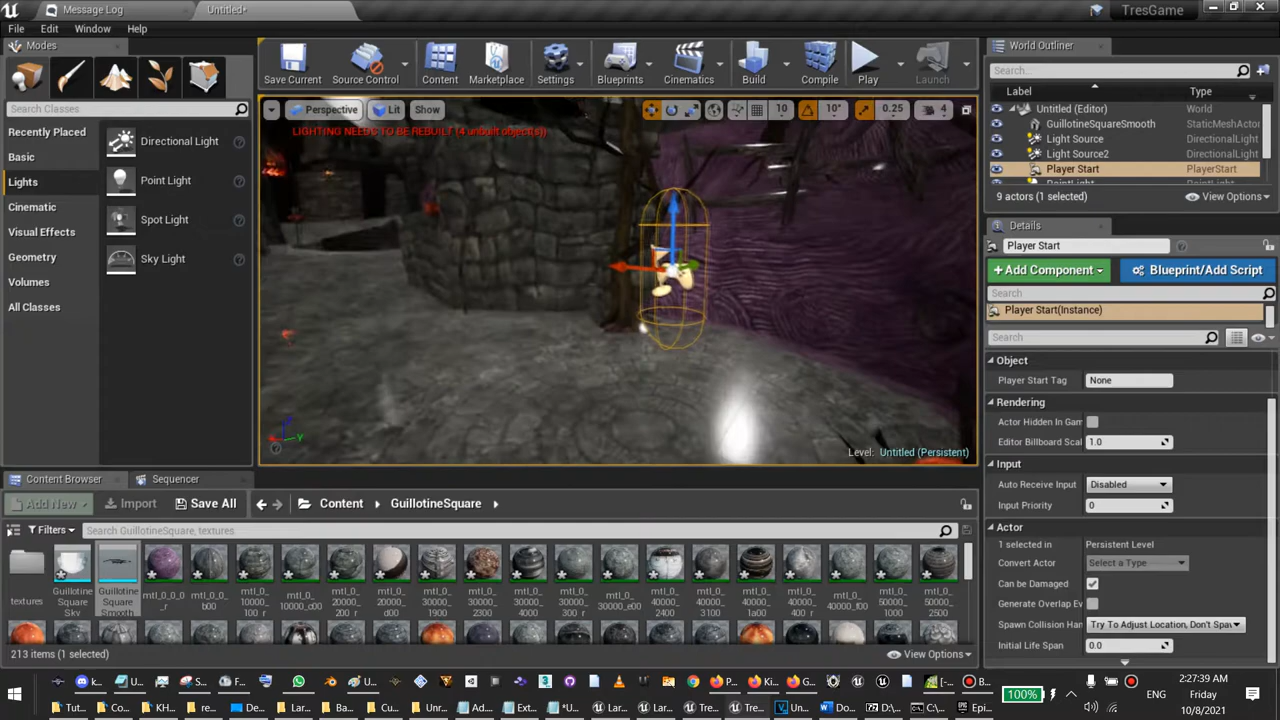 Message Log
Untitled*
TresGame
File Edit Window Help
Modes
Search Classes
Recently Placed
Basic
Lights
Cinematic
Visual Effects
Geometry
Volumes
All Classes
Directional Light
Point Light
Spot Light
Sky Light
Save Current
Source Control
Content
Marketplace
Settings
Blueprints
Cinematics
Build
Compile
Play
Launch
Perspective
Lit
Show
10
10°
0.25
4
LIGHTING NEEDS TO BE REBUILT (4 unbuilt object(s))
Level: Untitled (Persistent)
World Outliner
Search...
Label
Type
Untitled (Editor) World
GuillotineSquareSmooth StaticMeshActor
Light Source DirectionalLight
Light Source2 DirectionalLight
Player Start PlayerStart
9 actors (1 selected)
View Options
Details
Player Start
+ Add Component
Blueprint/Add Script
Search
Player Start(Instance)
Search
Object
Player Start Tag None
Rendering
Actor Hidden In Gam
Editor Billboard Scal 1.0
Input
Auto Receive Input Disabled
Input Priority 0
Actor
1 selected in Persistent Level
Convert Actor Select a Type
Can be Damaged
Generate Overlap Ev
Spawn Collision Han Try To Adjust Location, Don't Spaw
Initial Life Span 0.0
Content Browser
Sequencer
Add New
Import
Save All
Content
GuillotineSquare
Filters
Search GuillotineSquare, textures
textures
Guillotine Square Sky
Guillotine Square Smooth
213 items (1 selected)
View Options
100%
ENG
2:27:39 AM
Friday
10/8/2021